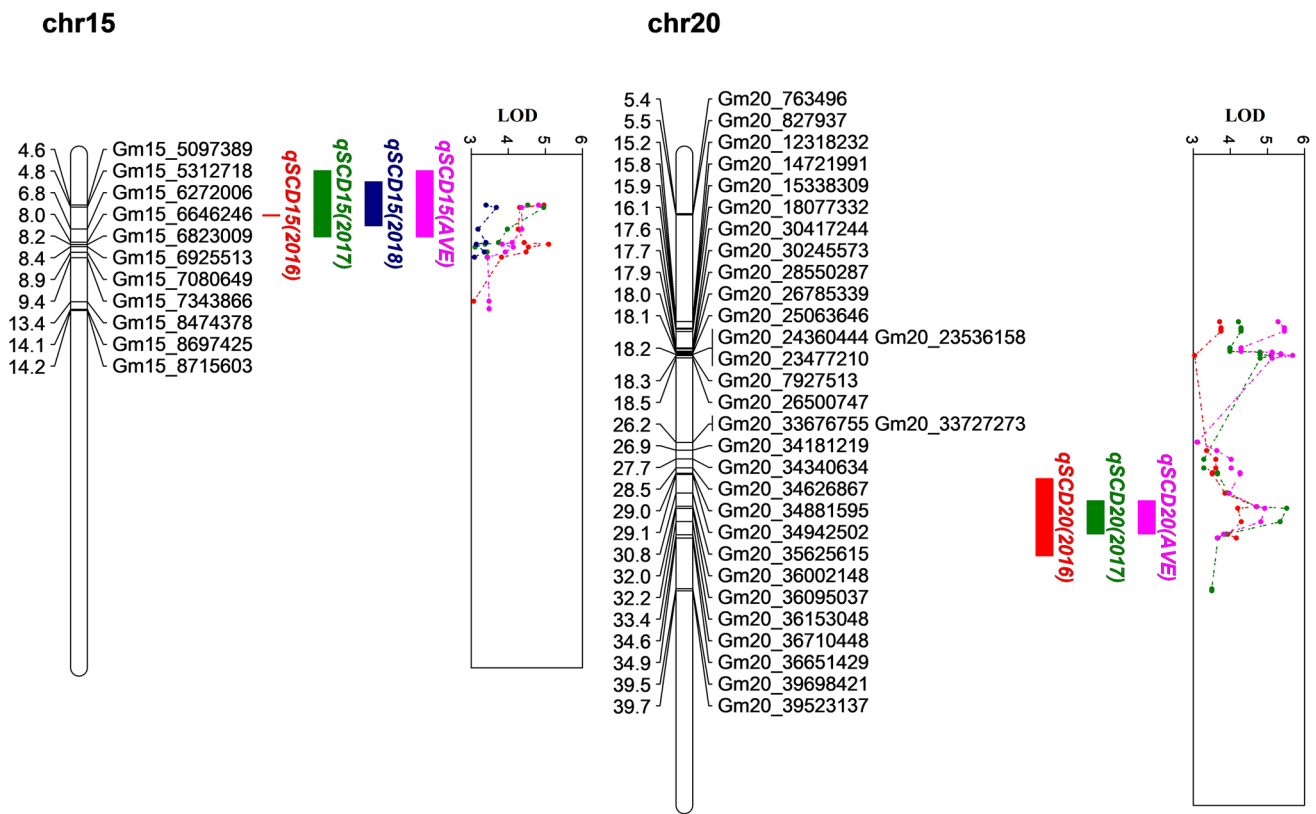 chr15
chr20
4.6 Gm15_5097389
4.8 Gm15_5312718
6.8 Gm15_6272006
8.0 Gm15_6646246
8.2 Gm15_6823009
8.4 Gm15_6925513
8.9 Gm15_7080649
9.4 Gm15_7343866
13.4 Gm15_8474378
14.1 Gm15_8697425
14.2 Gm15_8715603
qSCD15(2016)
qSCD15(2017)
qSCD15(2018)
qSCD15(AVE)
LOD
3 4 5 6
5.4 Gm20_763496
5.5 Gm20_827937
15.2 Gm20_12318232
15.8 Gm20_14721991
15.9 Gm20_15338309
16.1 Gm20_18077332
17.6 Gm20_30417244
17.7 Gm20_30245573
17.9 Gm20_28550287
18.0 Gm20_26785339
18.1 Gm20_25063646
Gm20_24360444 Gm20_23536158
18.2 Gm20_23477210
18.3 Gm20_7927513
18.5 Gm20_26500747
26.2 Gm20_33676755 Gm20_33727273
26.9 Gm20_34181219
27.7 Gm20_34340634
28.5 Gm20_34626867
29.0 Gm20_34881595
29.1 Gm20_34942502
30.8 Gm20_35625615
32.0 Gm20_36002148
32.2 Gm20_36095037
33.4 Gm20_36153048
34.6 Gm20_36710448
34.9 Gm20_36651429
39.5 Gm20_39698421
39.7 Gm20_39523137
qSCD20(2016)
qSCD20(2017)
qSCD20(AVE)
LOD
3 4 5 6